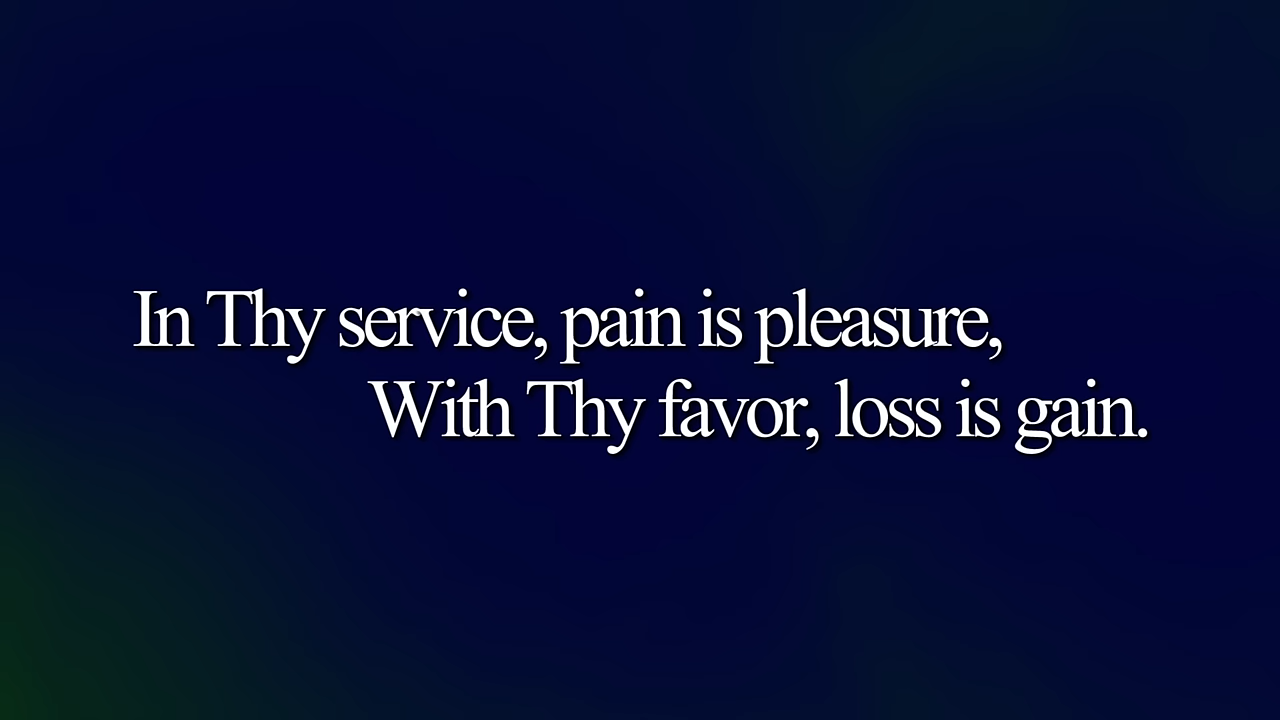 In Thy service, pain is pleasure,
With Thy favor, loss is gain.